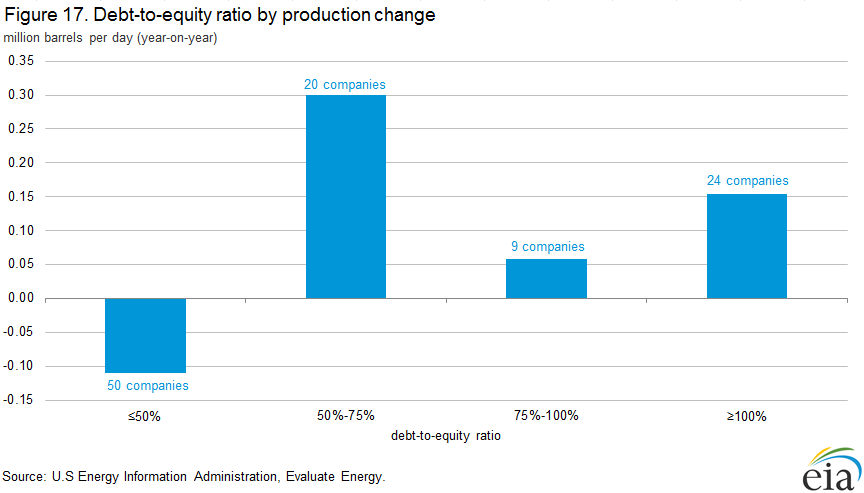 Figure 17. Debt-to-equity ratio by production change
million barrels per day (year-on-year)
0.35
0.30
0.25
0.20
0.15
0.10
0.05
0.00
-0.05
-0.10
-0.15
20 companies
24 companies
9 companies
50 companies
≤50%
50%-75%
75%-100%
≥100%
debt-to-equity ratio
Source: U.S Energy Information Administration, Evaluate Energy.
eia